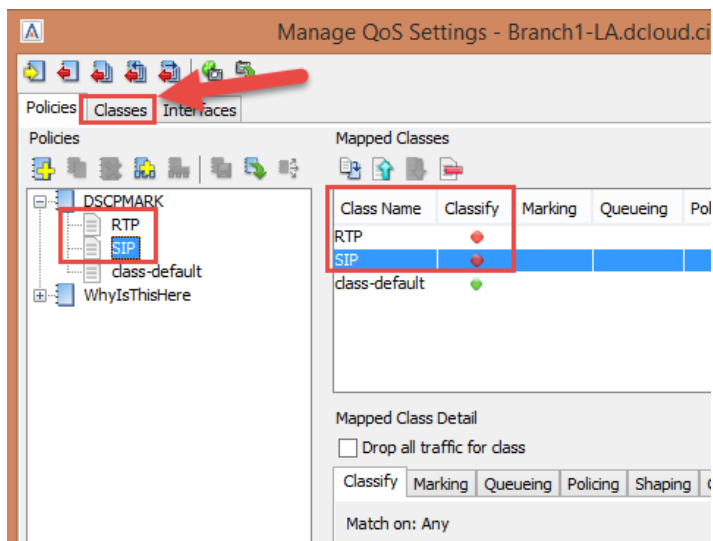 Manage QoS Settings - Branch1-LA.dcloud.ci
Policies Classes Interfaces
Policies
DSCPMARK
RTP
SIP
class-default
WhyIsThisHere
Mapped Classes
Class Name Classify Marking Queueing Pol
RTP
SIP
class-default
Mapped Class Detail
Drop all traffic for class
Classify Marking Queueing Policing Shaping
Match on: Any